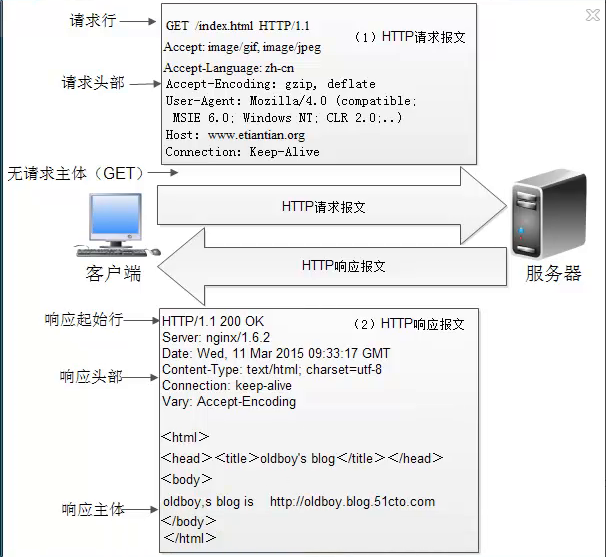 请求行
GET /index.html HTTP/1.1
（1）HTTP请求报文
Accept: image/gif, image/jpeg
Accept-Language: zh-cn
请求头部
Accept-Encoding: gzip, deflate
User-Agent: Mozilla/4.0 (compatible;
MSIE 6.0; Windows NT; CLR 2.0;..)
Host: www.etiantian.org
Connection: Keep-Alive
无请求主体（GET）
HTTP请求报文
HTTP响应报文
客户端
服务器
响应起始行
HTTP/1.1 200 OK
（2）HTTP响应报文
Server: nginx/1.6.2
Date: Wed, 11 Mar 2015 09:33:17 GMT
响应头部
Content-Type: text/html; charset=utf-8
Connection: keep-alive
Vary: Accept-Encoding
<html>
<head><title>oldboy's blog</title></head>
<body>
响应主体
oldboy,s blog is http://oldboy.blog.51cto.com
</body>
</html>